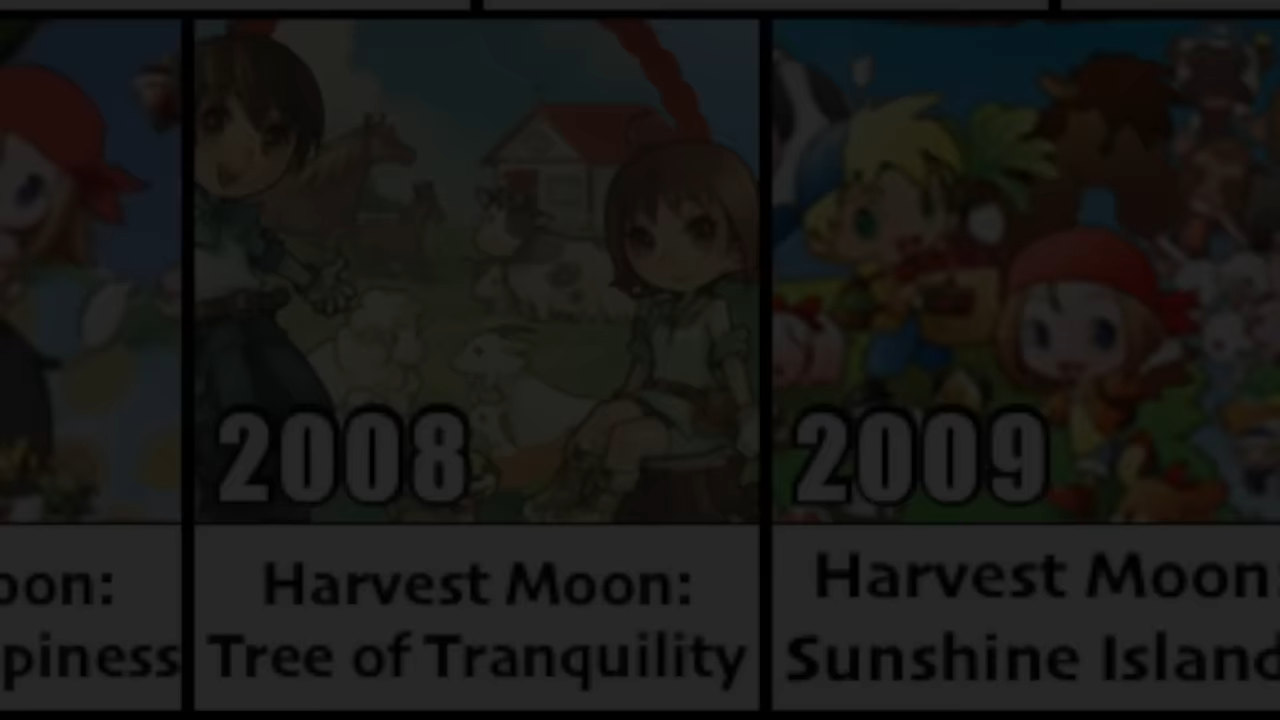 2008
2009
oon:
piness
Harvest Moon:
Tree of Tranquility
Harvest Moon
Sunshine Island